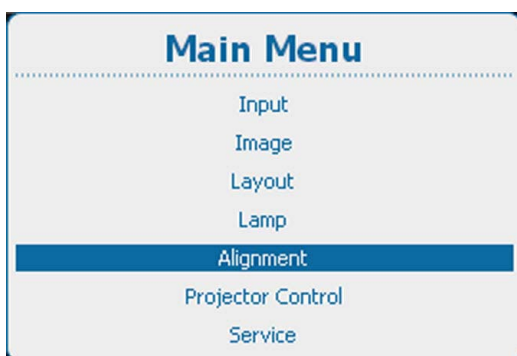 Main Menu
Input
Image
Layout
Lamp
Alignment
Projector Control
Service